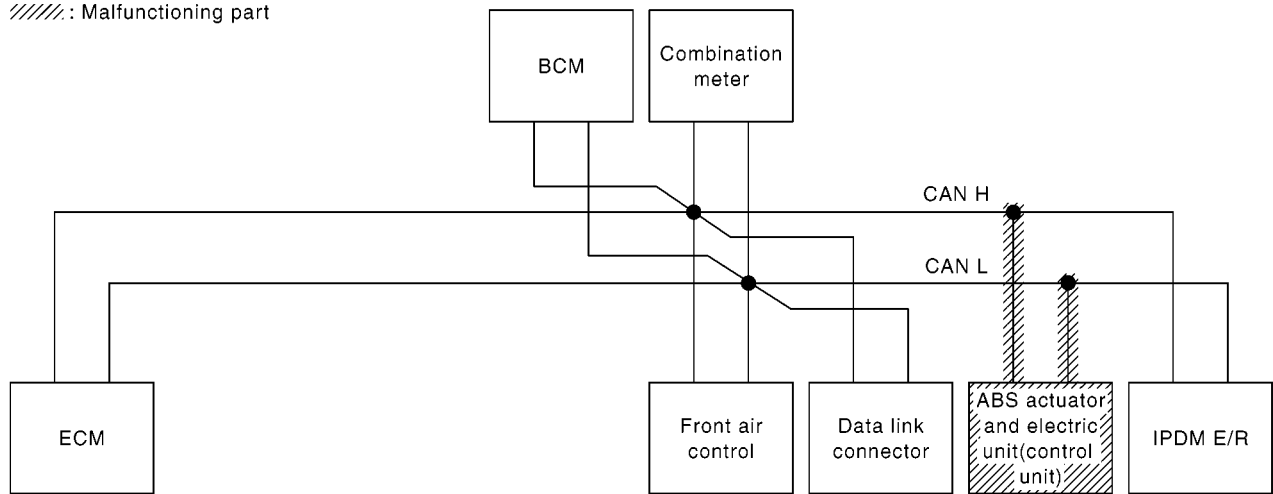 : Malfunctioning part
BCM
Combination
meter
CAN H
CAN L
ECM
Front air
control
Data link
connector
ABS actuator
and electric
unit(control
unit)
IPDM E/R